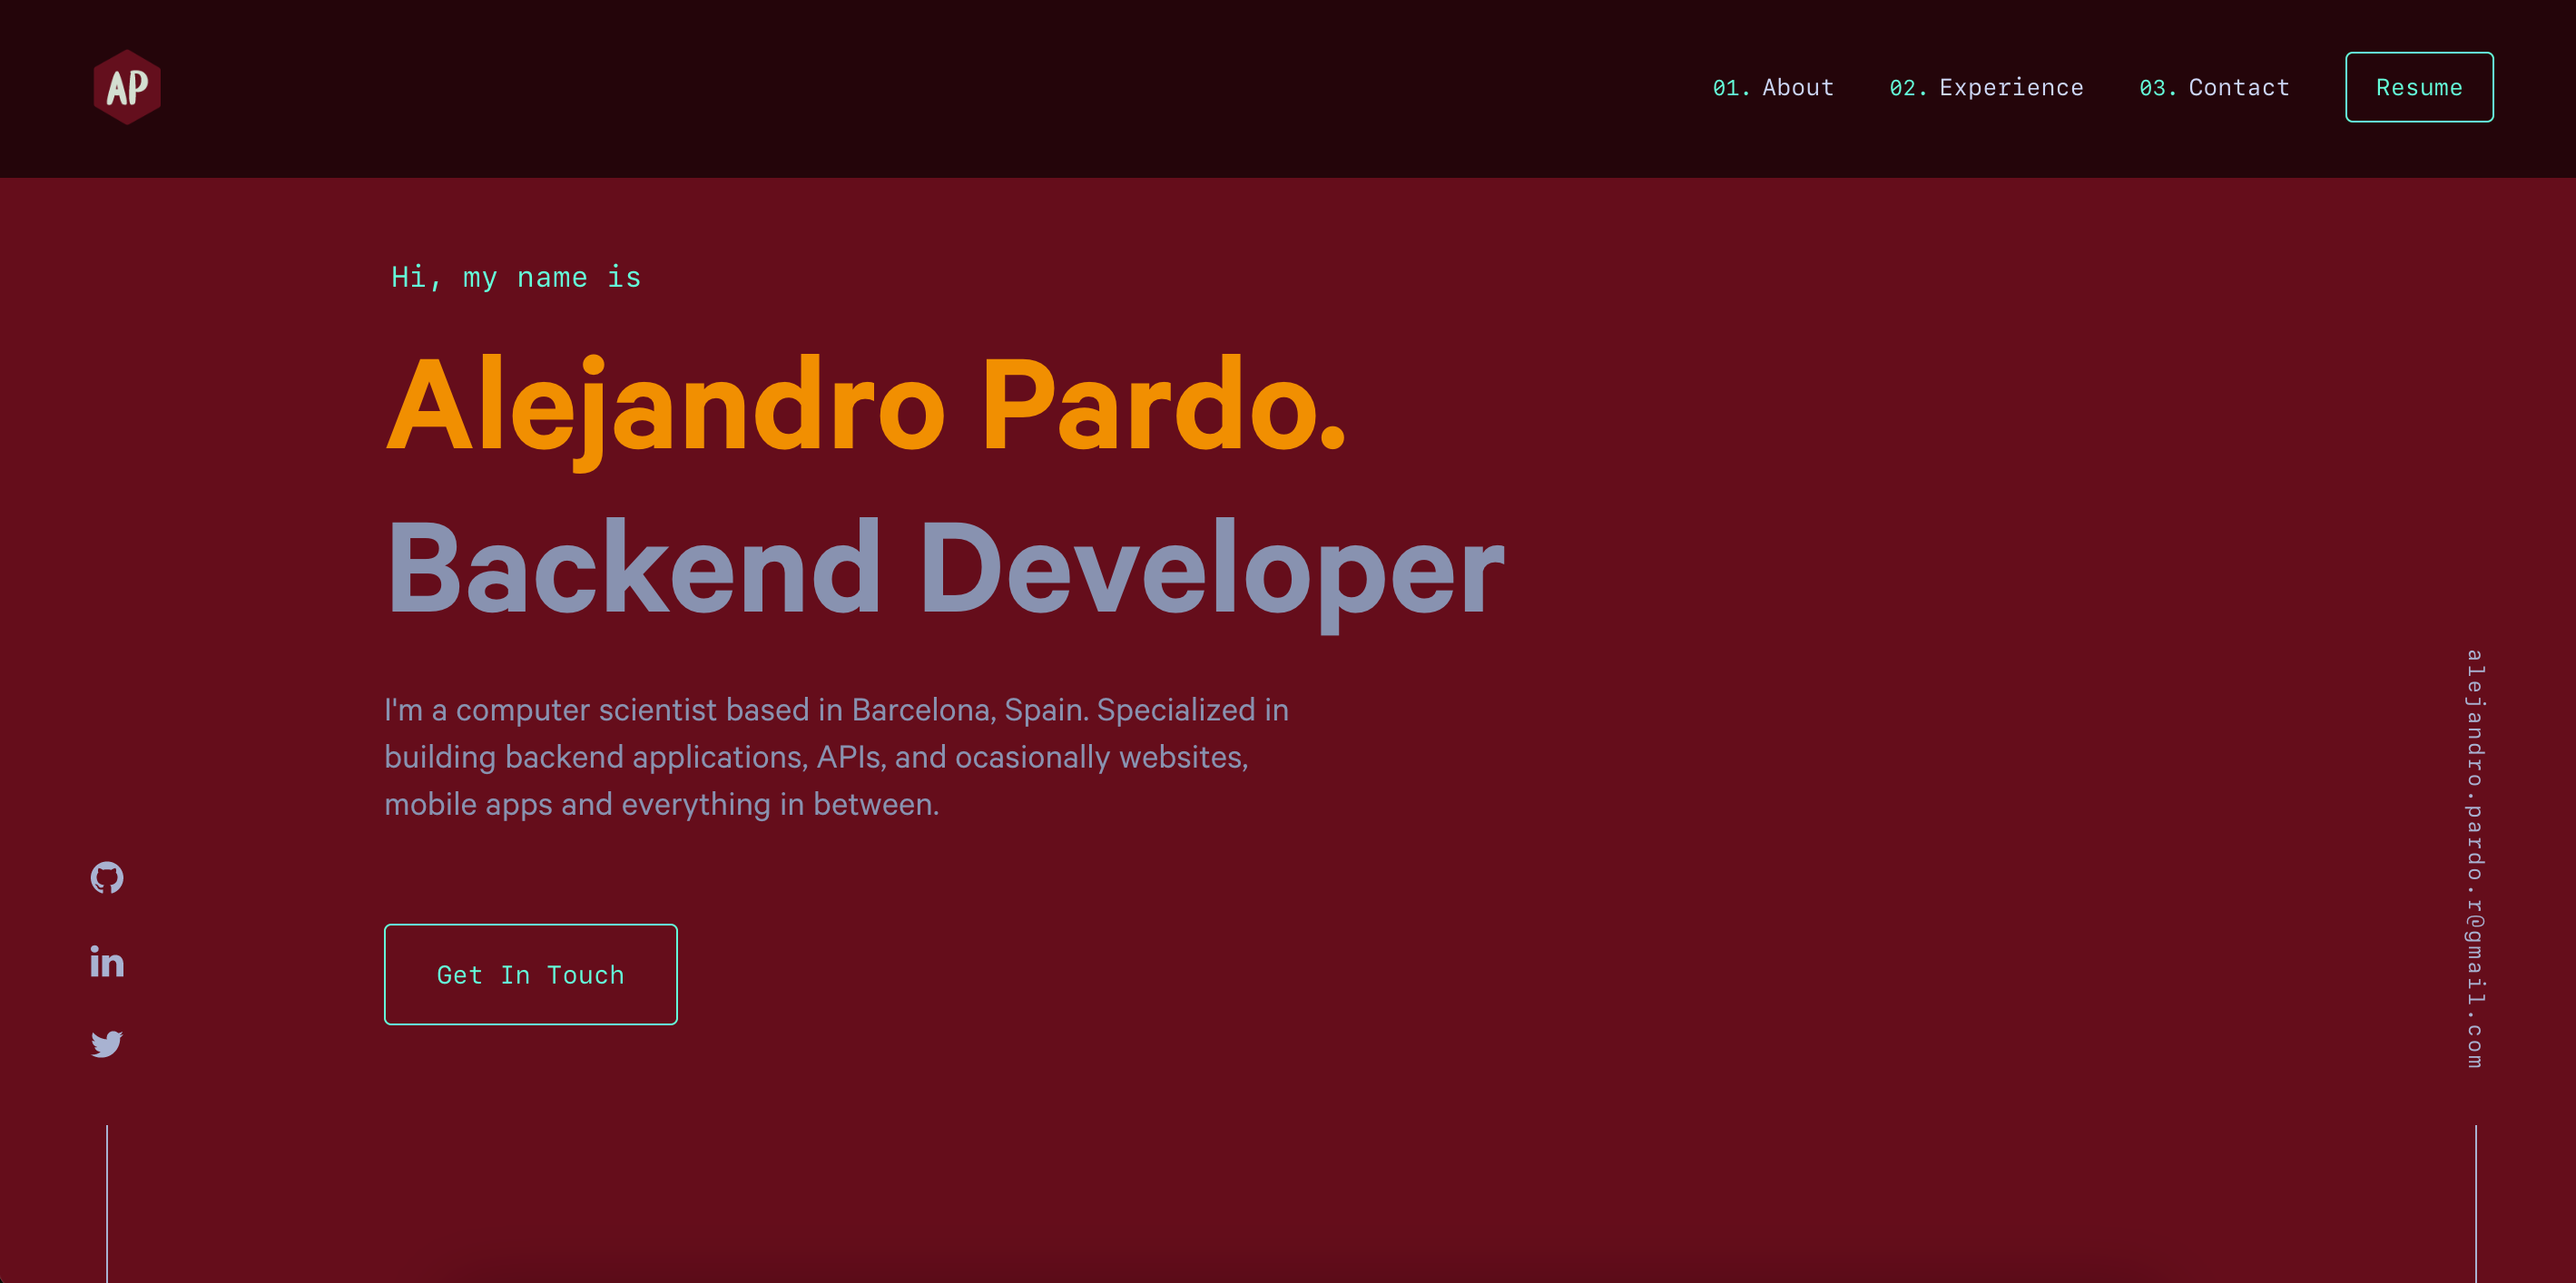 AP
01. About 02. Experience 03. Contact Resume
Hi, my name is
Alejandro Pardo.
Backend Developer
I'm a computer scientist based in Barcelona, Spain. Specialized in
building backend applications, APIs, and ocasionally websites,
mobile apps and everything in between.
Get In Touch
in
alejandro.pardo.r@gmail.com